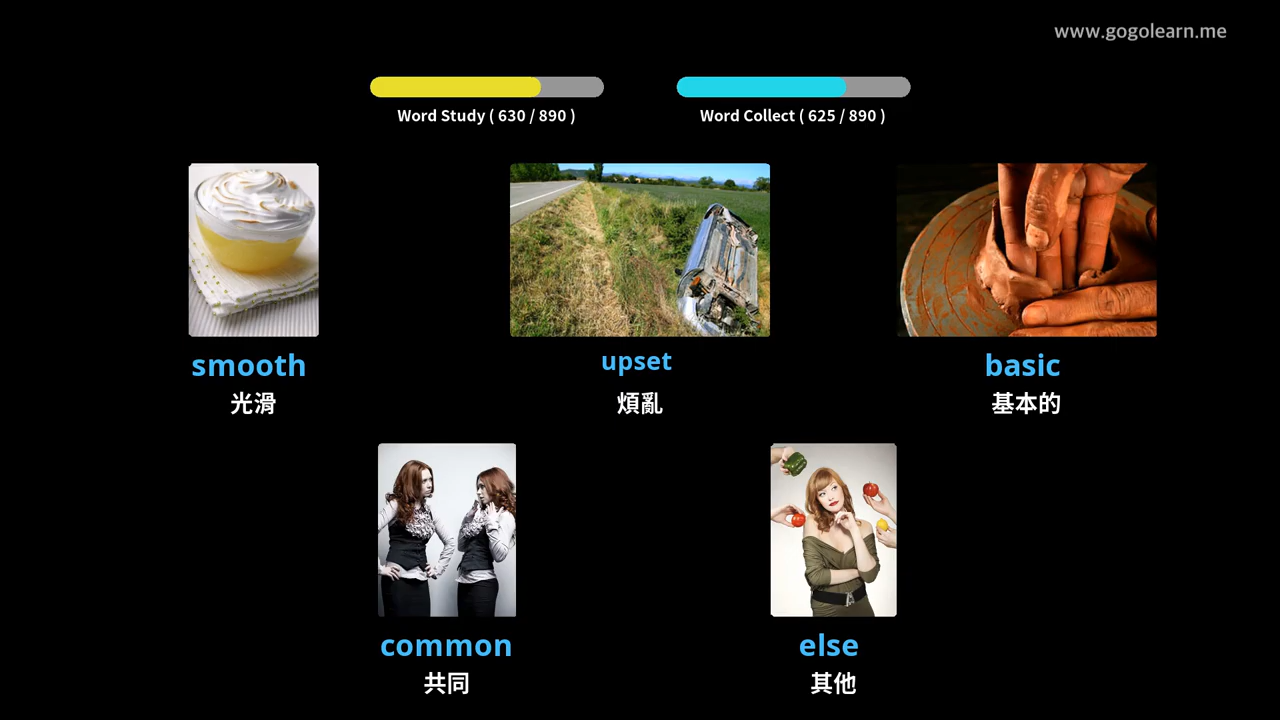 www.gogolearn.me
Word Study ( 630 / 890 )
Word Collect ( 625 / 890 )
smooth
光滑
upset
煩亂
basic
基本的
common
共同
else
其他